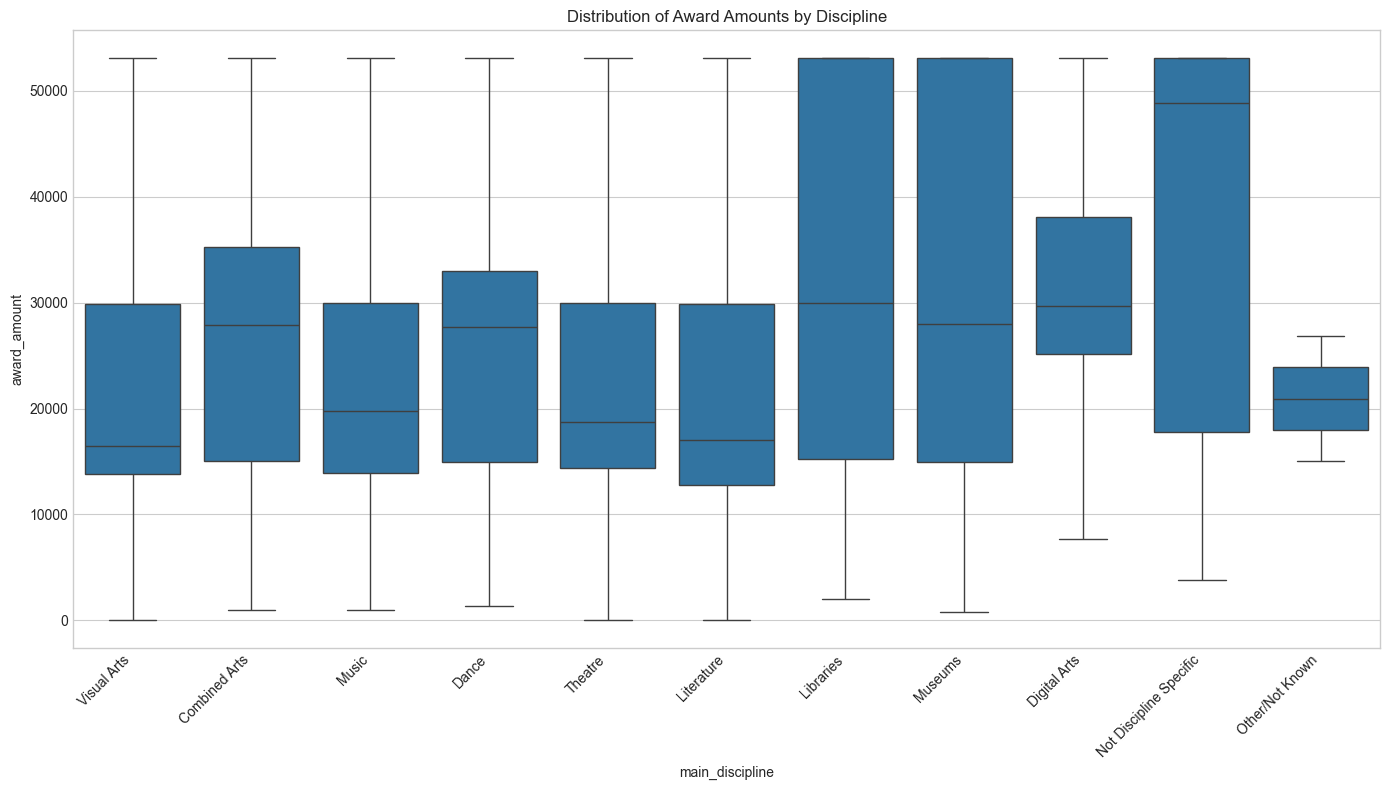 Distribution of Award Amounts by Discipline
award_amount
50000
40000
30000
20000
10000
0
Visual Arts
Combined Arts
Music
Dance
Theatre
Literature
Libraries
Museums
Digital Arts
Not Discipline Specific
Other/Not Known
main_discipline